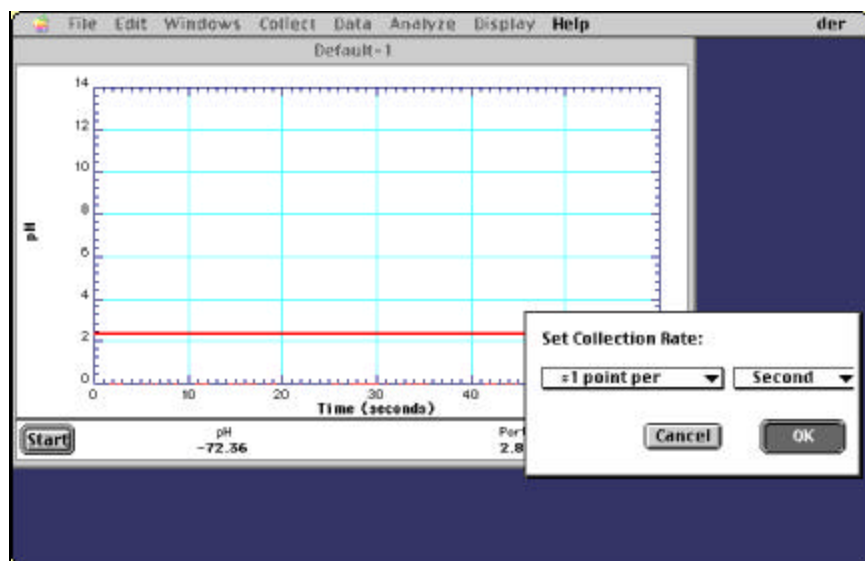 File Edit Windows Collect Data Analyze Display Help der
Default-1
14
12
10
8
6
4
2
0
pH
0 10 20 30 40
Time (seconds)
Set Collection Rate:
=1 point per Second
Cancel OK
Start
pH
-72.36
2.8